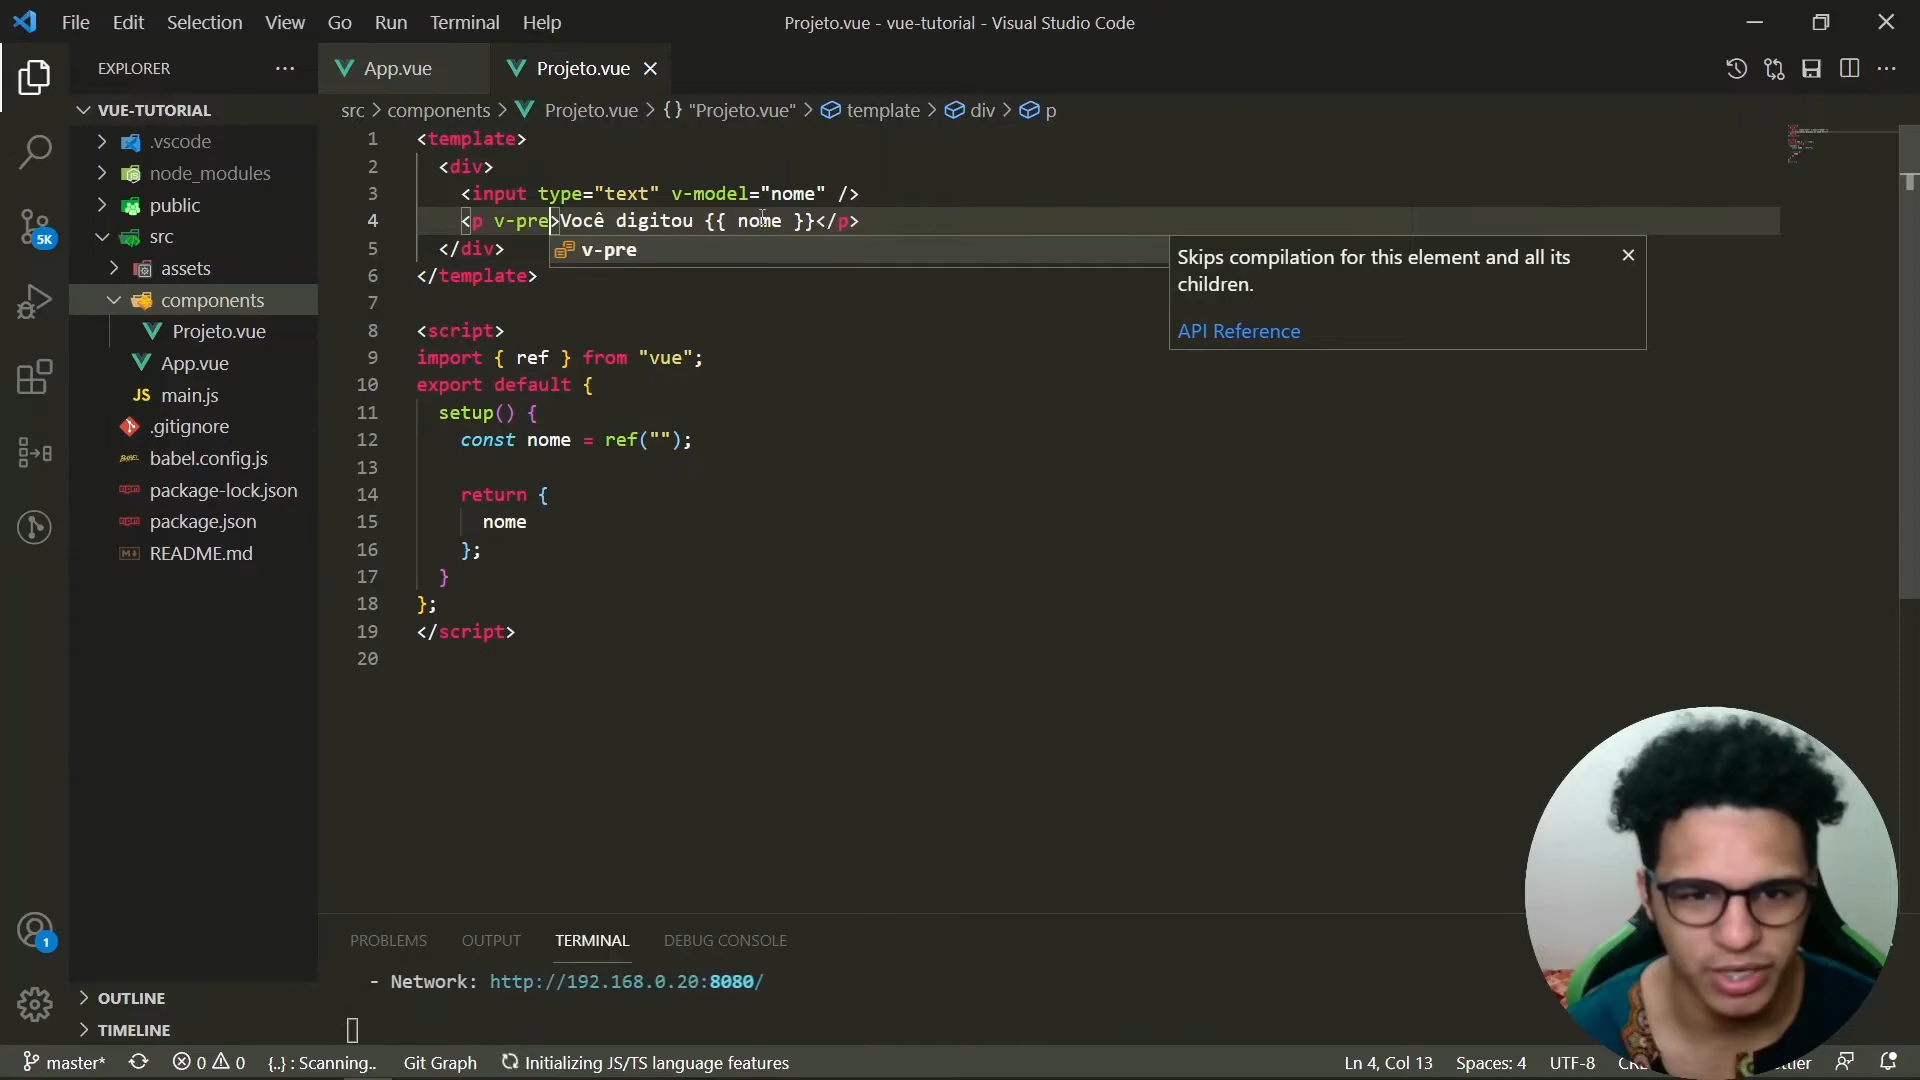 File Edit Selection View Go Run Terminal Help
Projeto.vue - vue-tutorial - Visual Studio Code
EXPLORER
App.vue
Projeto.vue
VUE-TUTORIAL
src > components > Projeto.vue > {} "Projeto.vue" > template > div > p
.vscode
node_modules
public
src
assets
components
Projeto.vue
App.vue
JS main.js
.gitignore
babel.config.js
package-lock.json
package.json
README.md
5K
1
OUTLINE
TIMELINE
1 <template>
2 <div>
3 <input type="text" v-model="nome" />
4 <p v-pre>Você digitou {{ nome }}</p>
5 </div>
6 </template>
7
8 <script>
9 import { ref } from "vue";
10 export default {
11 setup() {
12 const nome = ref("");
13
14 return {
15 nome
16 };
17 }
18 };
19 </script>
20
v-pre
Skips compilation for this element and all its
children.
API Reference
PROBLEMS OUTPUT TERMINAL DEBUG CONSOLE
- Network: http://192.168.0.20:8080/
master* 0 0 {..} : Scanning.. Git Graph Initializing JS/TS language features Ln 4, Col 13 Spaces: 4 UTF-8